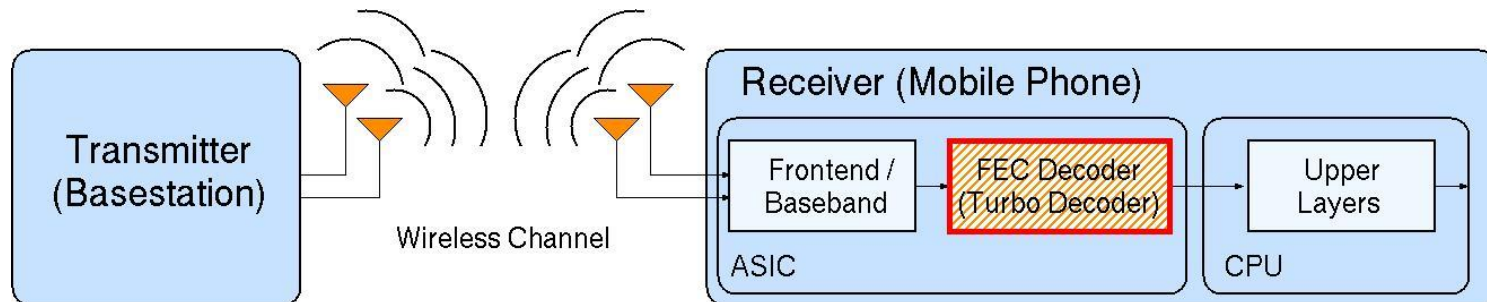 Transmitter
(Basestation)
Wireless Channel
Receiver (Mobile Phone)
Frontend /
Baseband
FEC Decoder
(Turbo Decoder)
ASIC
Upper
Layers
CPU